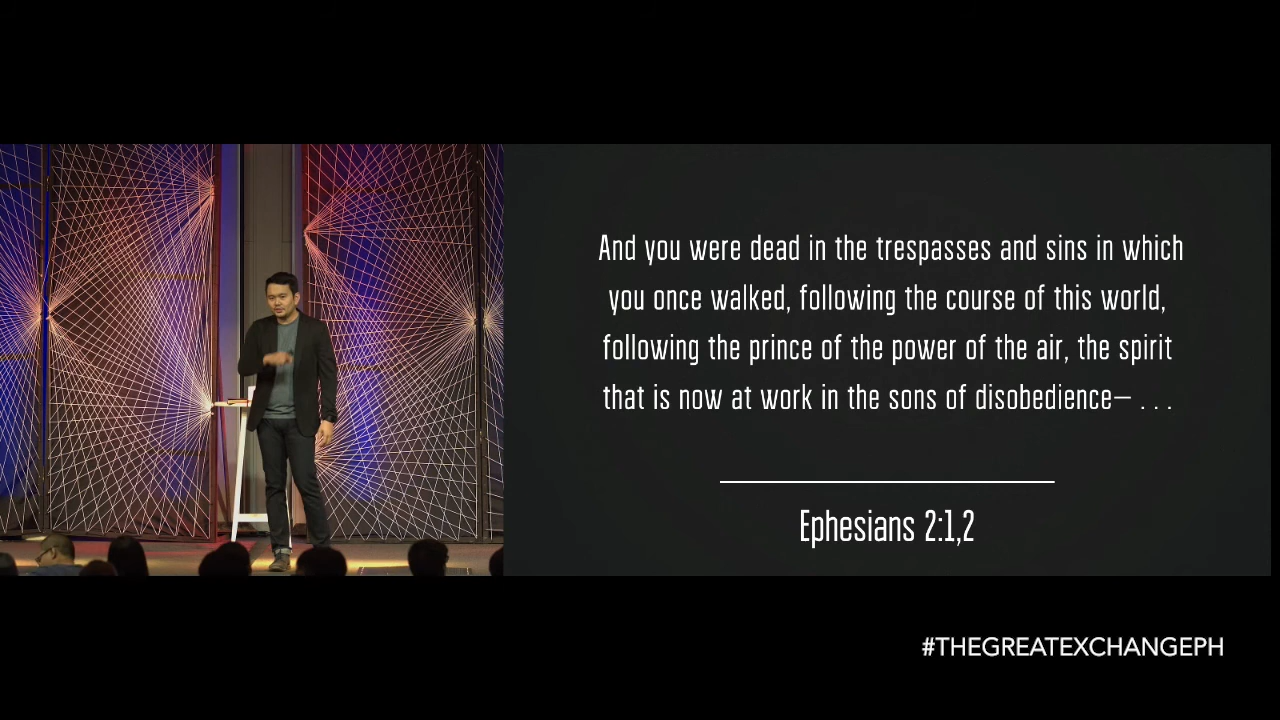 And you were dead in the trespasses and sins in which
you once walked, following the course of this world,
following the prince of the power of the air, the spirit
that is now at work in the sons of disobedience— . . .
Ephesians 2:1,2
#THEGREATEXCHANGEPH